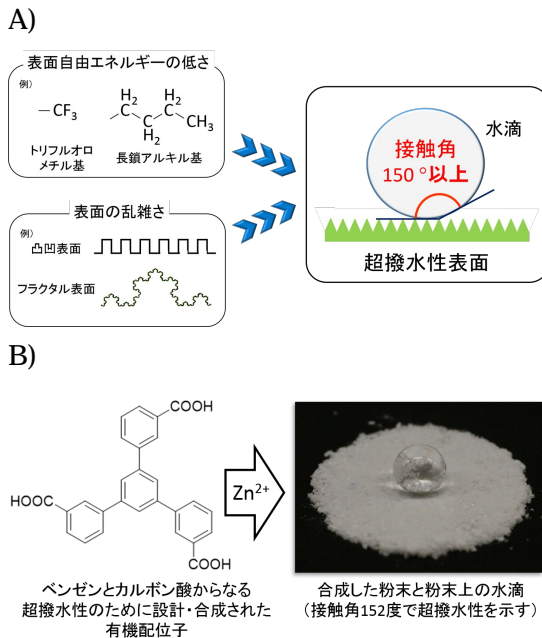 A)
表面自由エネルギーの低さ
例)
−CF3
H2 H2
C C
C CH3
H2
トリフルオロ
メチル基
長鎖アルキル基
表面の乱雑さ
例)
凸凹表面
フラクタル表面
水滴
接触角
150 °以上
超撥水性表面
B)
COOH
HOOC
COOH
Zn2+
ベンゼンとカルボン酸からなる
超撥水性のために設計・合成された
有機配位子
合成した粉末と粉末上の水滴
（接触角152度で超撥水性を示す）